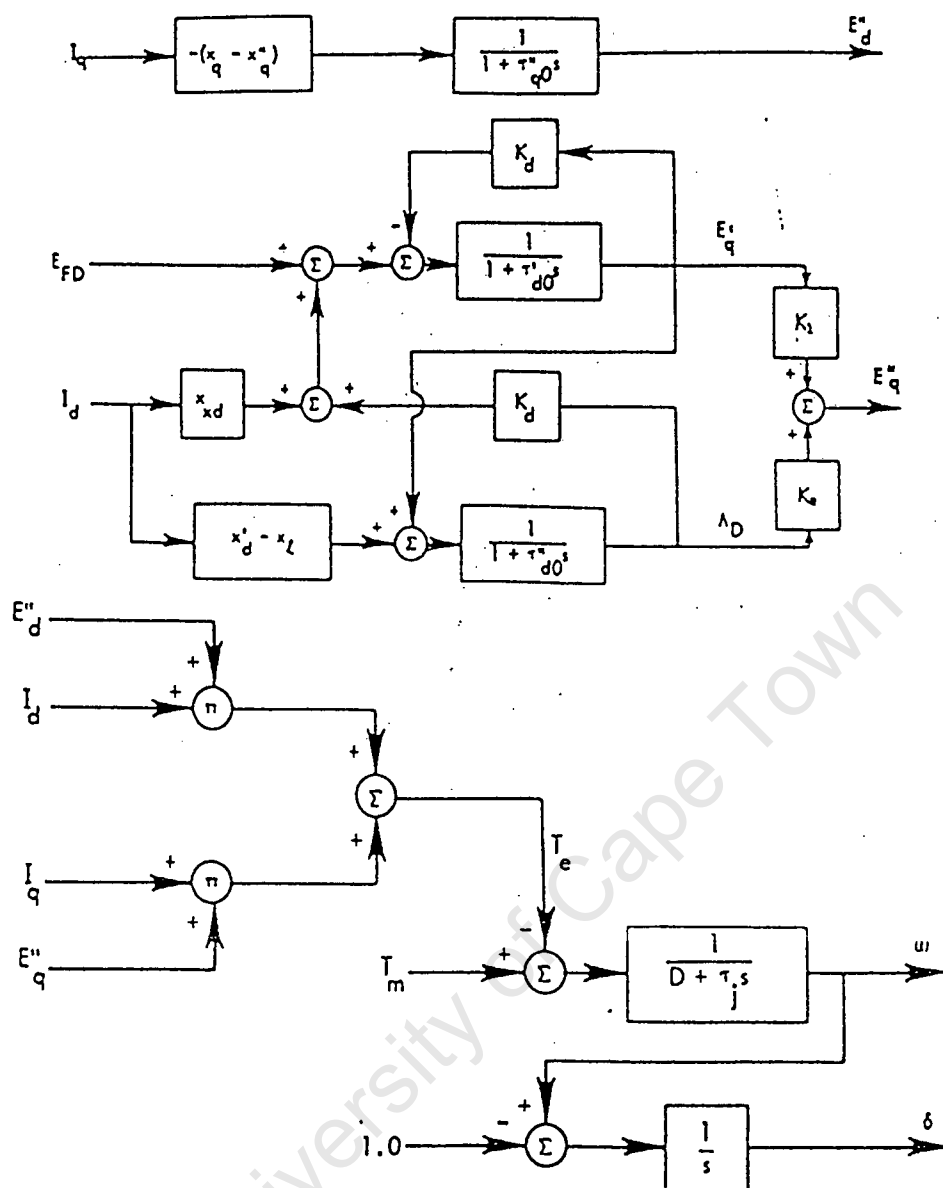 I_q -(x_q - x"_q) 1 / (1 + τ"_q0 s) E"_d
K_d
-
E_FD + Σ + Σ 1 / (1 + τ'_d0 s) E'_q
+
K_1
I_d x_xd + Σ + K_d + Σ E"_q
+
x'_d - x_ℓ + + Σ 1 / (1 + τ"_d0 s) Λ_D
E"_d
+
I_d + π
+
Σ
+
T_e
I_q + π
+
E"_q
-
T_m + Σ 1 / (D + τ_j s) ω
+
1.0 - Σ 1 / s δ
University of Cape Town